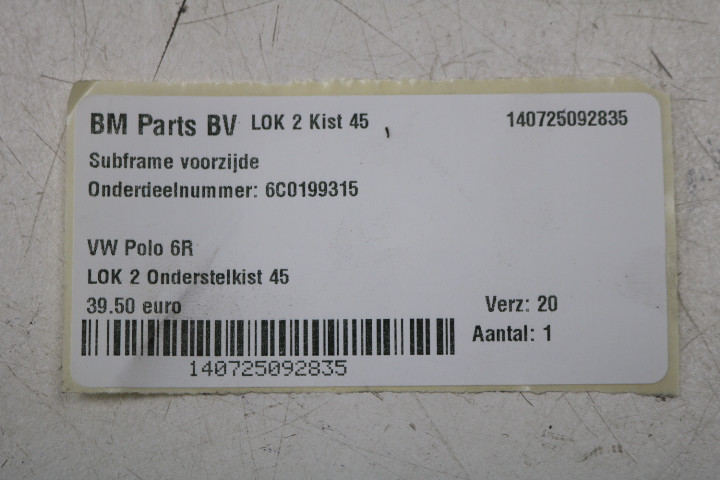 BM Parts BV LOK 2 Kist 45 140725092835
Subframe voorzijde
Onderdeelnummer: 6C0199315
VW Polo 6R
LOK 2 Onderstelkist 45
39.50 euro Verz: 20
Aantal: 1
140725092835